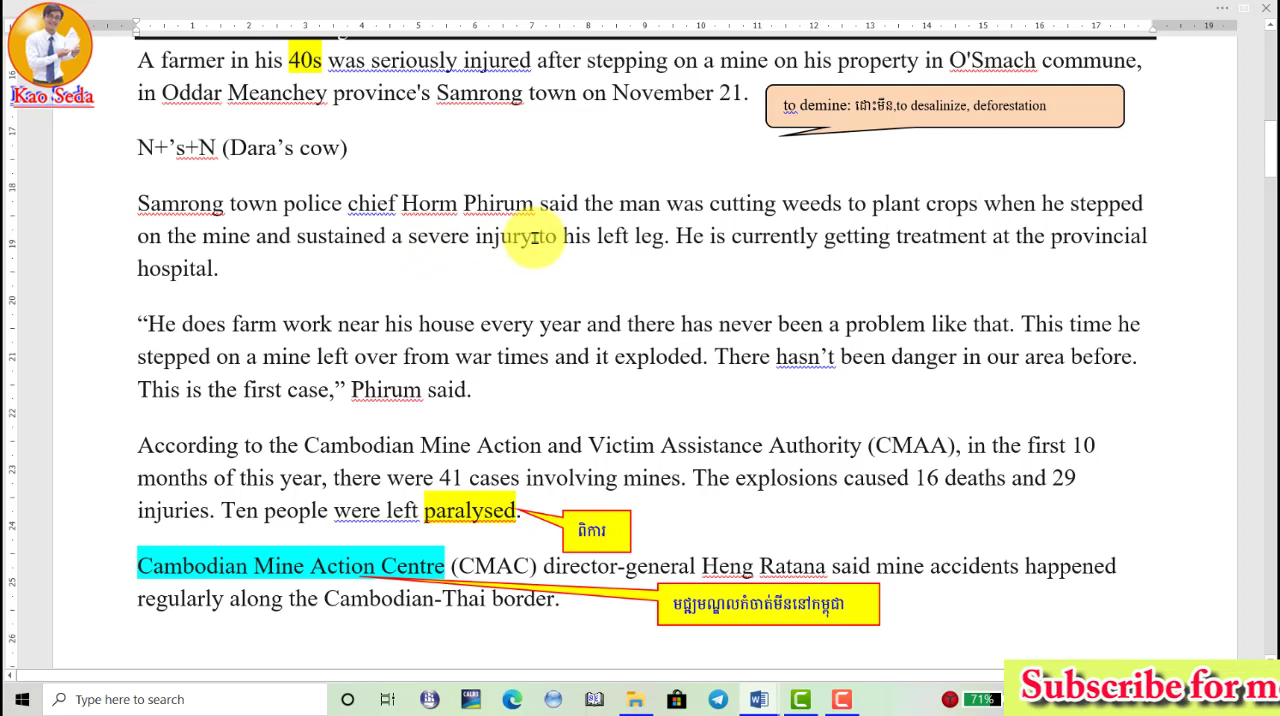 Kao Seda
A farmer in his 40s was seriously injured after stepping on a mine on his property in O'Smach commune,
in Oddar Meanchey province's Samrong town on November 21.
to demine: ដោះមីន,to desalinize, deforestation
N+’s+N (Dara’s cow)
Samrong town police chief Horm Phirum said the man was cutting weeds to plant crops when he stepped
on the mine and sustained a severe injury to his left leg. He is currently getting treatment at the provincial
hospital.
“He does farm work near his house every year and there has never been a problem like that. This time he
stepped on a mine left over from war times and it exploded. There hasn’t been danger in our area before.
This is the first case,” Phirum said.
According to the Cambodian Mine Action and Victim Assistance Authority (CMAA), in the first 10
months of this year, there were 41 cases involving mines. The explosions caused 16 deaths and 29
injuries. Ten people were left paralysed.
ពិការ
Cambodian Mine Action Centre (CMAC) director-general Heng Ratana said mine accidents happened
regularly along the Cambodian-Thai border.
មជ្ឈមណ្ឌលកំចាត់មីននៅកម្ពុជា
Subscribe for m
Type here to search
71%